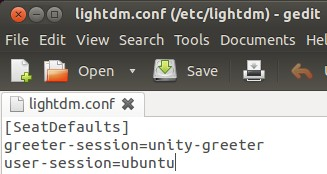 lightdm.conf (/etc/lightdm) - gedit
File Edit View Search Tools Documents Help
Open Save Undo
lightdm.conf
[SeatDefaults]
greeter-session=unity-greeter
user-session=ubuntu